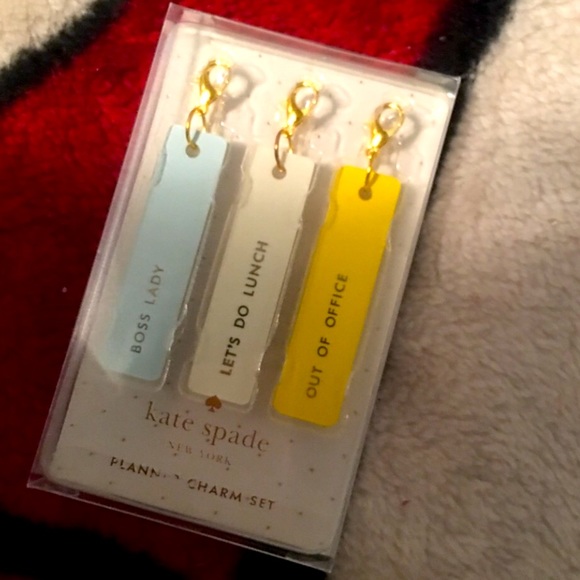 BOSS LADY
LET'S DO LUNCH
OUT OF OFFICE
kate spade
NEW YORK
CHARM SET